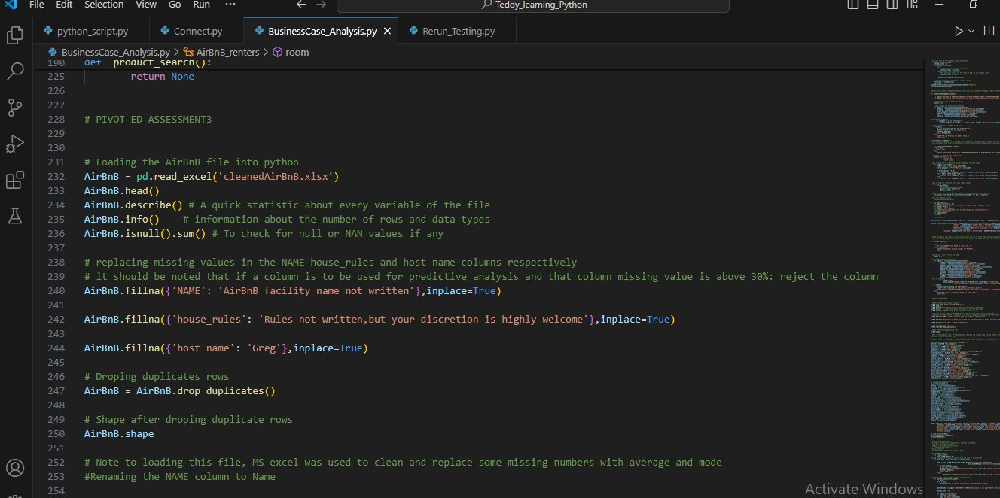 File Edit Selection View Go Run ··· Teddy_learning_Python
python_script.py Connect.py BusinessCase_Analysis.py Rerun_Testing.py
BusinessCase_Analysis.py > AirBnB_renters > room
190 def product_search():
225 return None
226
227
228 # PIVOT-ED ASSESSMENT3
229
230
231 # Loading the AirBnB file into python
232 AirBnB = pd.read_excel('cleanedAirBnB.xlsx')
233 AirBnB.head()
234 AirBnB.describe() # A quick statistic about every variable of the file
235 AirBnB.info() # information about the number of rows and data types
236 AirBnB.isnull().sum() # To check for null or NAN values if any
237
238 # replacing missing values in the NAME house_rules and host name columns respectively
239 # it should be noted that if a column is to be used for predictive analysis and that column missing value is above 30%: reject the column
240 AirBnB.fillna({'NAME': 'AirBnB facility name not written'},inplace=True)
241
242 AirBnB.fillna({'house_rules': 'Rules not written,but your discretion is highly welcome'},inplace=True)
243
244 AirBnB.fillna({'host name': 'Greg'},inplace=True)
245
246 # Droping duplicates rows
247 AirBnB = AirBnB.drop_duplicates()
248
249 # Shape after droping duplicate rows
250 AirBnB.shape
251
252 # Note to loading this file, MS excel was used to clean and replace some missing numbers with average and mode
253 #Renaming the NAME column to Name
254
Activate Windows